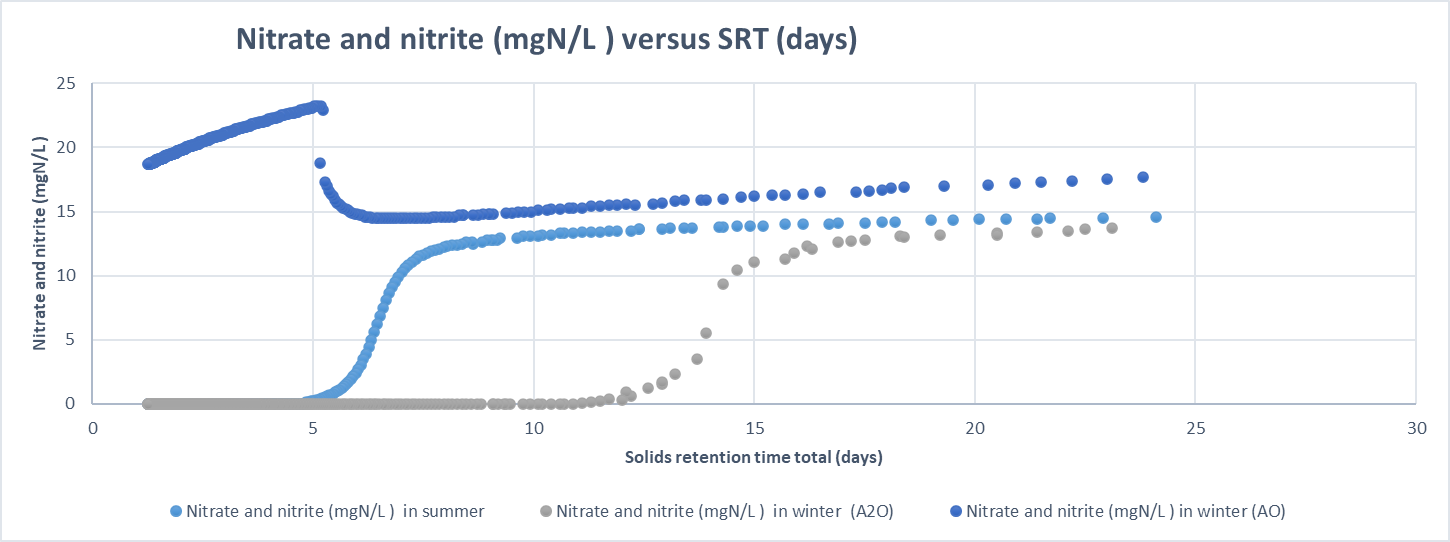 Nitrate and nitrite (mgN/L ) versus SRT (days)
25
20
15
10
5
0
Nitrate and nitrite (mgN/L )
0 5 10 15 20 25 30
Solids retention time total (days)
Nitrate and nitrite (mgN/L ) in summer Nitrate and nitrite (mgN/L ) in winter (A2O) Nitrate and nitrite (mgN/L ) in winter (AO)